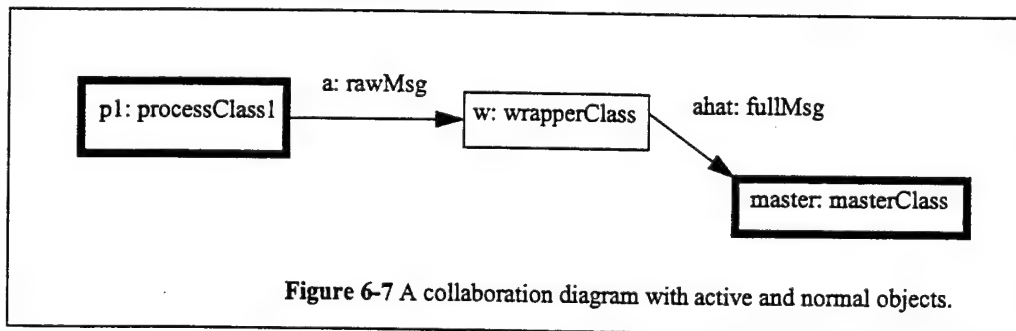 a: rawMsg
p1: processClass1
w: wrapperClass
ahat: fullMsg
master: masterClass
Figure 6-7 A collaboration diagram with active and normal objects.